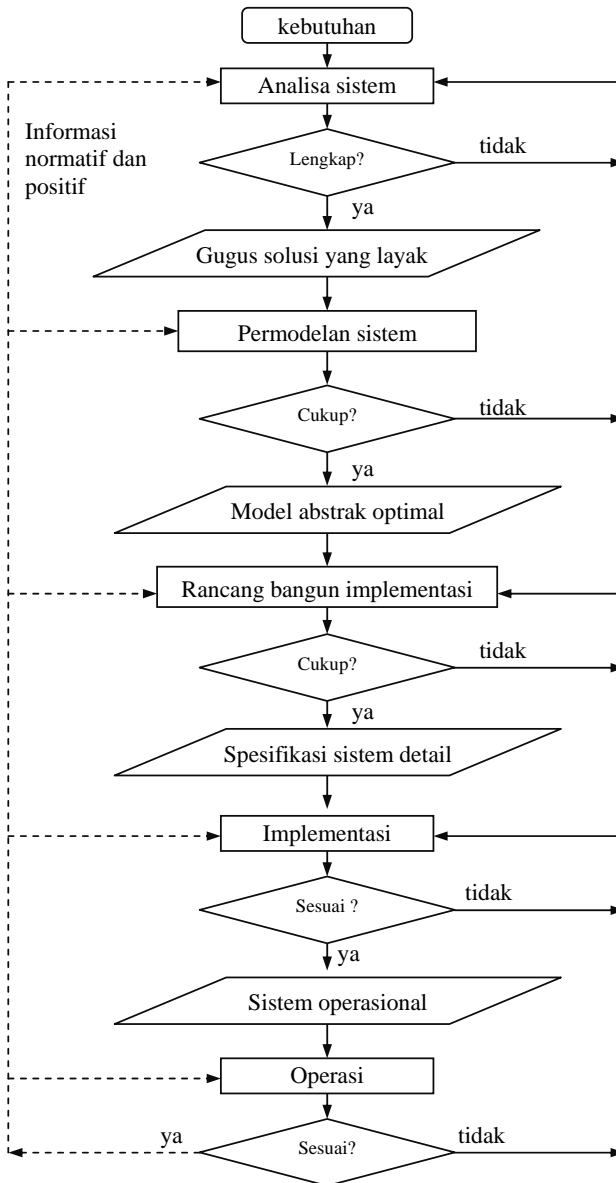 kebutuhan
Analisa sistem
Informasi
normatif dan
positif
Lengkap?
tidak
ya
Gugus solusi yang layak
Permodelan sistem
Cukup?
tidak
ya
Model abstrak optimal
Rancang bangun implementasi
Cukup?
tidak
ya
Spesifikasi sistem detail
Implementasi
Sesuai ?
tidak
ya
Sistem operasional
Operasi
ya
Sesuai?
tidak